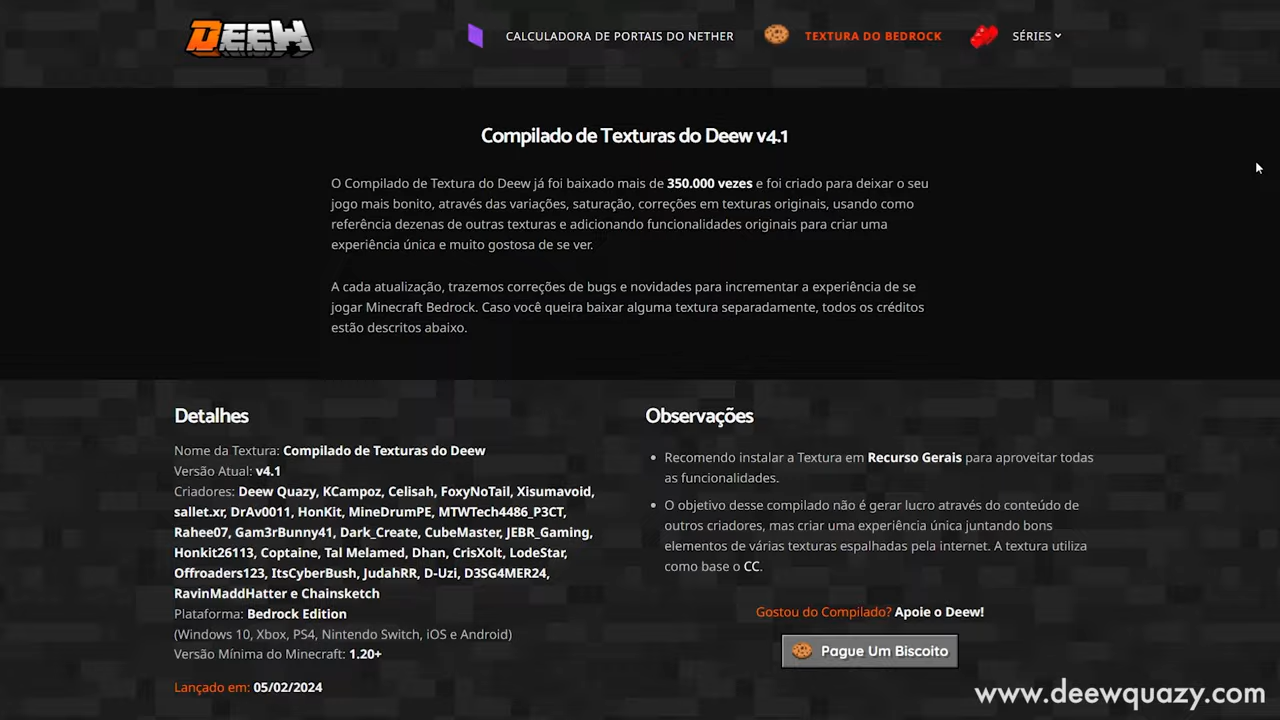 DEEW
CALCULADORA DE PORTAIS DO NETHER
TEXTURA DO BEDROCK
SÉRIES
Compilado de Texturas do Deew v4.1
O Compilado de Textura do Deew já foi baixado mais de 350.000 vezes e foi criado para deixar o seu
jogo mais bonito, através das variações, saturação, correções em texturas originais, usando como
referência dezenas de outras texturas e adicionando funcionalidades originais para criar uma
experiência única e muito gostosa de se ver.
A cada atualização, trazemos correções de bugs e novidades para incrementar a experiência de se
jogar Minecraft Bedrock. Caso você queira baixar alguma textura separadamente, todos os créditos
estão descritos abaixo.
Detalhes
Nome da Textura: Compilado de Texturas do Deew
Versão Atual: v4.1
Criadores: Deew Quazy, KCampoz, Celisah, FoxyNoTail, Xisumavoid,
sallet.xr, DrAv0011, HonKit, MineDrumPE, MTWTech4486_P3CT,
Rahee07, Gam3rBunny41, Dark_Create, CubeMaster, JEBR_Gaming,
Honkit26113, Coptaine, Tal Melamed, Dhan, CrisXolt, LodeStar,
Offroaders123, ItsCyberBush, JudahRR, D-Uzi, D3SG4MER24,
RavinMaddHatter e Chainsketch
Plataforma: Bedrock Edition
(Windows 10, Xbox, PS4, Nintendo Switch, iOS e Android)
Versão Mínima do Minecraft: 1.20+
Lançado em: 05/02/2024
Observações
Recomendo instalar a Textura em Recurso Gerais para aproveitar todas
as funcionalidades.
O objetivo desse compilado não é gerar lucro através do conteúdo de
outros criadores, mas criar uma experiência única juntando bons
elementos de várias texturas espalhadas pela internet. A textura utiliza
como base o CC.
Gostou do Compilado? Apoie o Deew!
Pague Um Biscoito
www.deewquazy.com